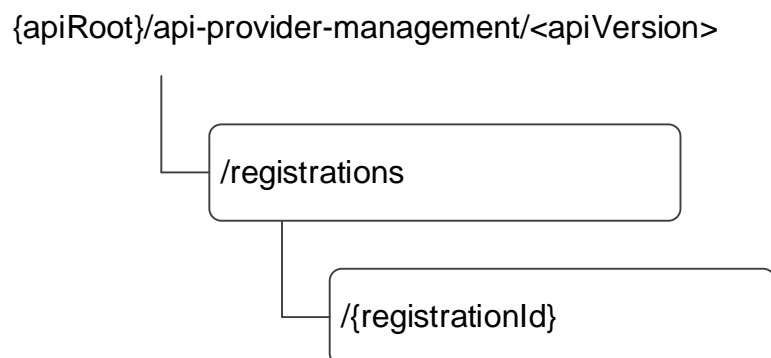 {apiRoot}/api-provider-management/<apiVersion>
/registrations
/{registrationId}